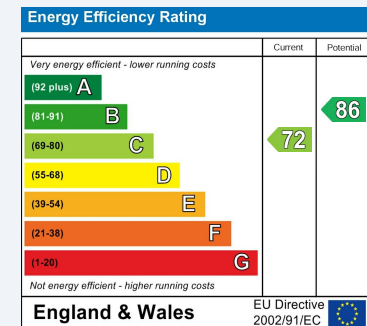 Energy Efficiency Rating
Current Potential
Very energy efficient - lower running costs
(92 plus) A
(81-91) B
86
(69-80) C
72
(55-68) D
(39-54) E
(21-38) F
(1-20) G
Not energy efficient - higher running costs
England & Wales
EU Directive
2002/91/EC